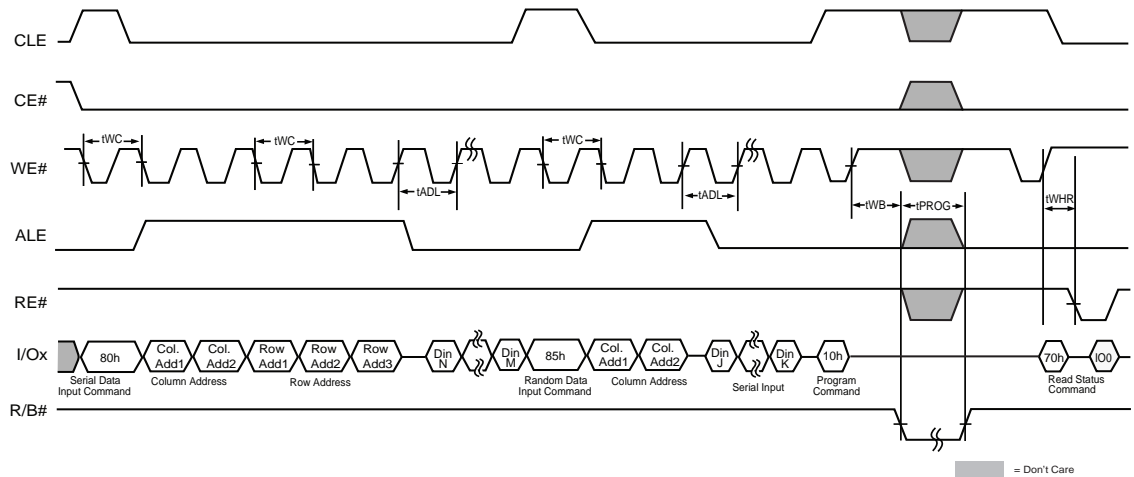 CLE
CE#
tWC
tWC
tWC
WE#
tADL
tADL
tWB
tPROG
tWHR
ALE
RE#
I/Ox
80h
Col. Add1
Col. Add2
Row Add1
Row Add2
Row Add3
Din N
Din M
85h
Col. Add1
Col. Add2
Din J
Din K
10h
70h
I00
Serial Data Input Command
Column Address
Row Address
Random Data Input Command
Column Address
Serial Input
Program Command
Read Status Command
R/B#
= Don't Care